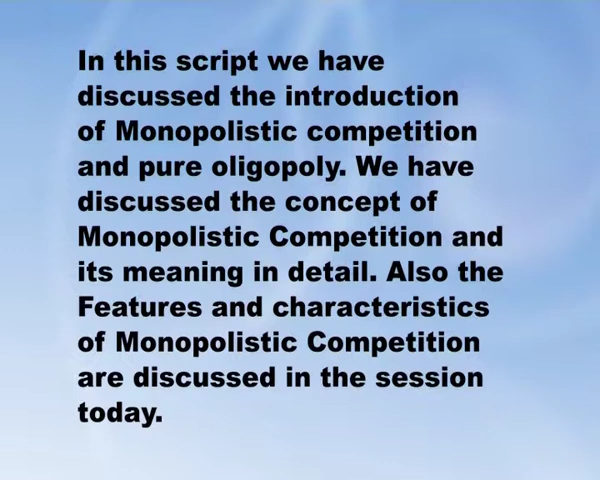 In this script we have
discussed the introduction
of Monopolistic competition
and pure oligopoly. We have
discussed the concept of
Monopolistic Competition and
its meaning in detail. Also the
Features and characteristics
of Monopolistic Competition
are discussed in the session
today.